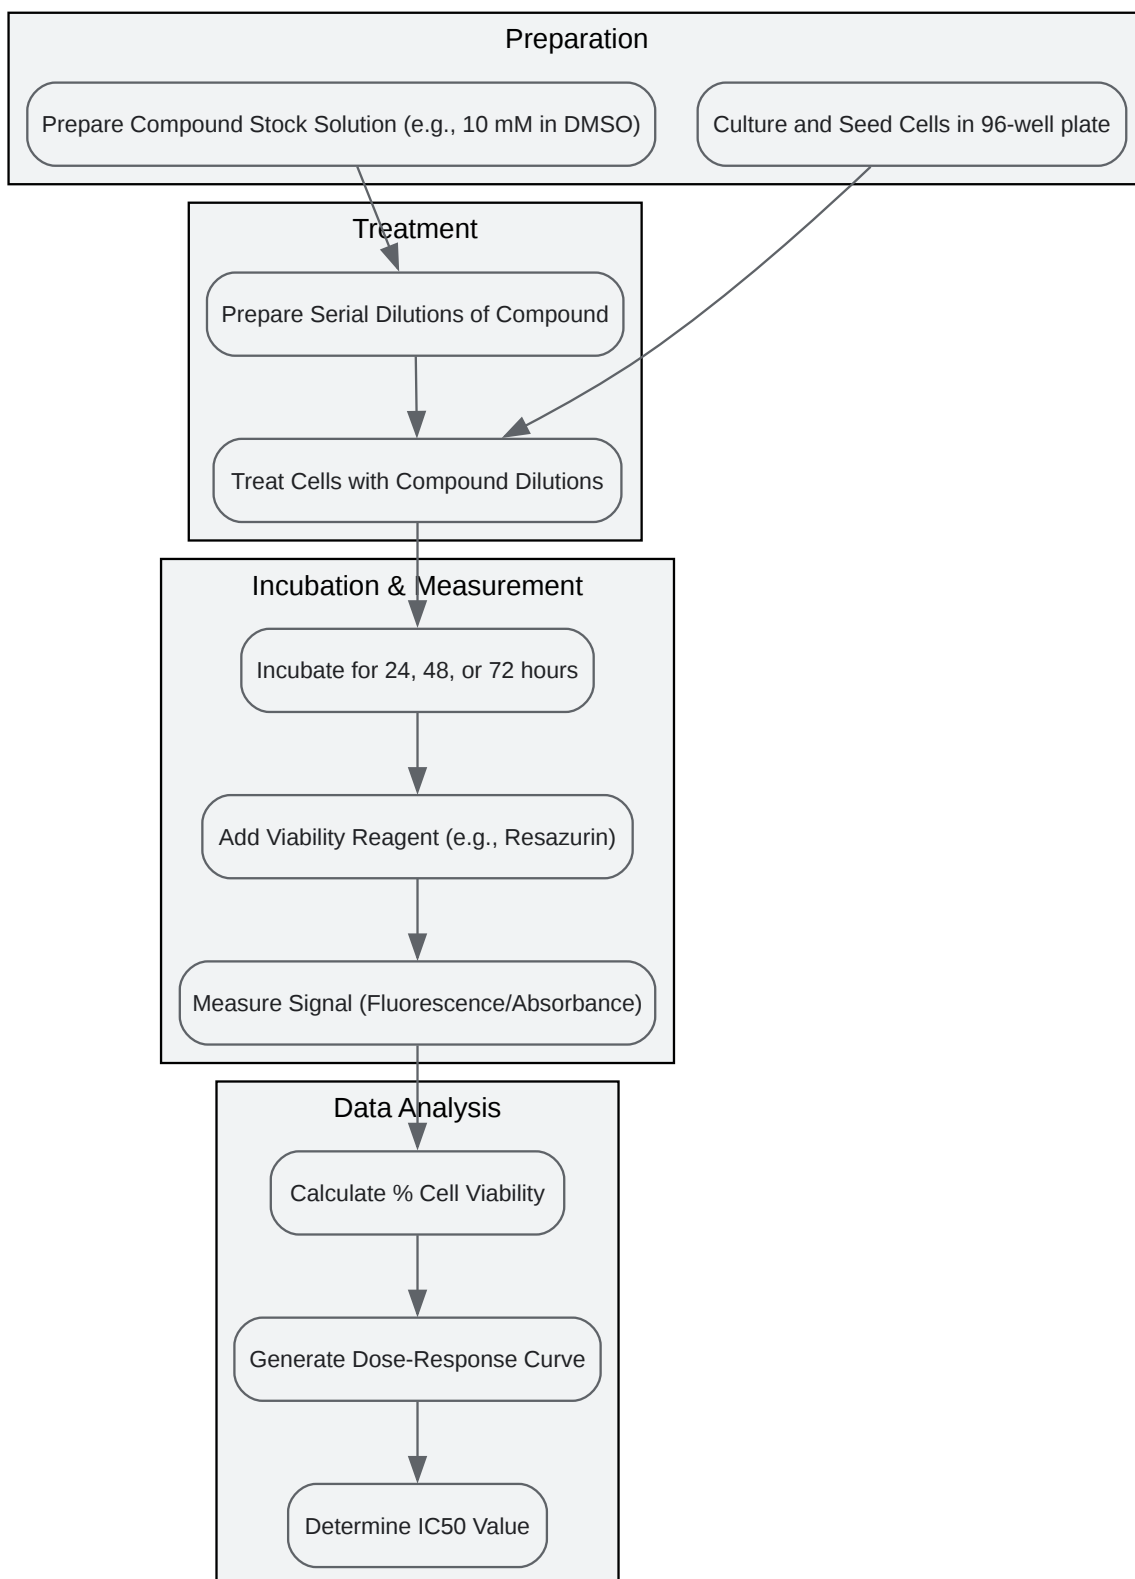 Preparation
Prepare Compound Stock Solution (e.g., 10 mM in DMSO)
Culture and Seed Cells in 96-well plate
Treatment
Prepare Serial Dilutions of Compound
Treat Cells with Compound Dilutions
Incubation & Measurement
Incubate for 24, 48, or 72 hours
Add Viability Reagent (e.g., Resazurin)
Measure Signal (Fluorescence/Absorbance)
Data Analysis
Calculate % Cell Viability
Generate Dose-Response Curve
Determine IC50 Value